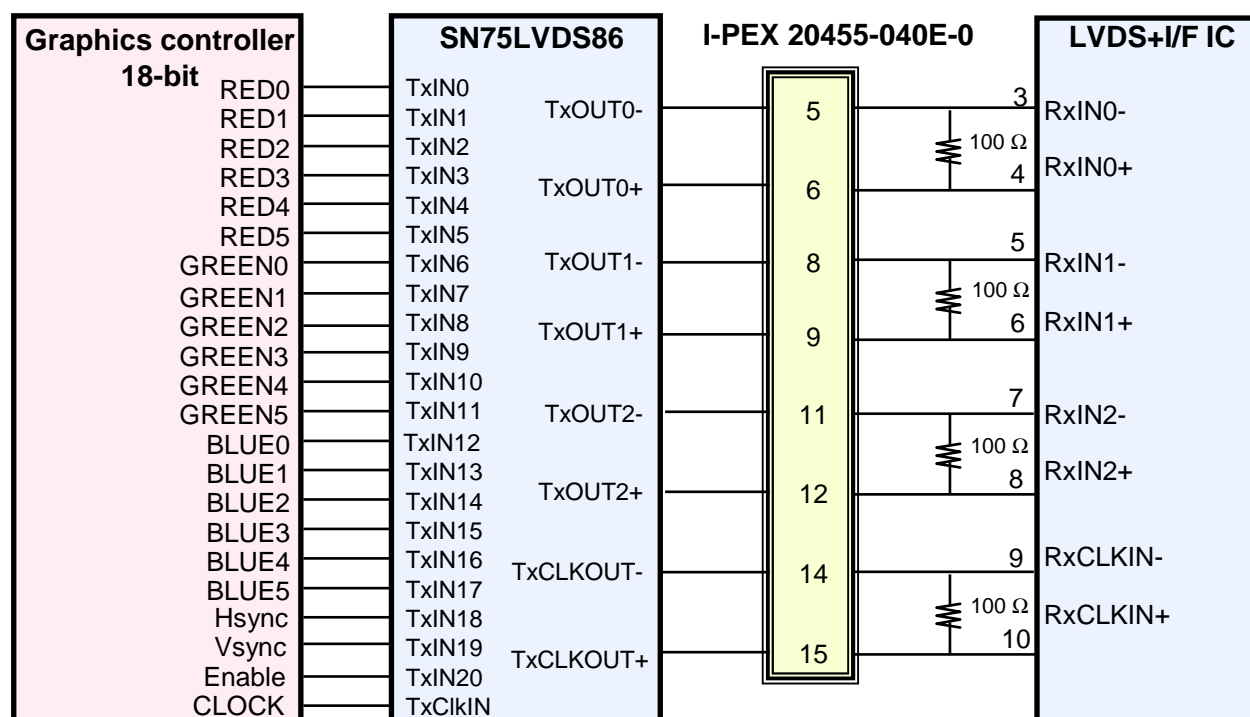 Graphics controller
18-bit
RED0
RED1
RED2
RED3
RED4
RED5
GREEN0
GREEN1
GREEN2
GREEN3
GREEN4
GREEN5
BLUE0
BLUE1
BLUE2
BLUE3
BLUE4
BLUE5
Hsync
Vsync
Enable
CLOCK
SN75LVDS86
TxIN0
TxIN1
TxIN2
TxIN3
TxIN4
TxIN5
TxIN6
TxIN7
TxIN8
TxIN9
TxIN10
TxIN11
TxIN12
TxIN13
TxIN14
TxIN15
TxIN16
TxIN17
TxIN18
TxIN19
TxIN20
TxClkIN
TxOUT0-
TxOUT0+
TxOUT1-
TxOUT1+
TxOUT2-
TxOUT2+
TxCLKOUT-
TxCLKOUT+
I-PEX 20455-040E-0
5
6
8
9
11
12
14
15
3
100 Ω
4
5
100 Ω
6
7
100 Ω
8
9
100 Ω
10
LVDS+I/F IC
RxIN0-
RxIN0+
RxIN1-
RxIN1+
RxIN2-
RxIN2+
RxCLKIN-
RxCLKIN+